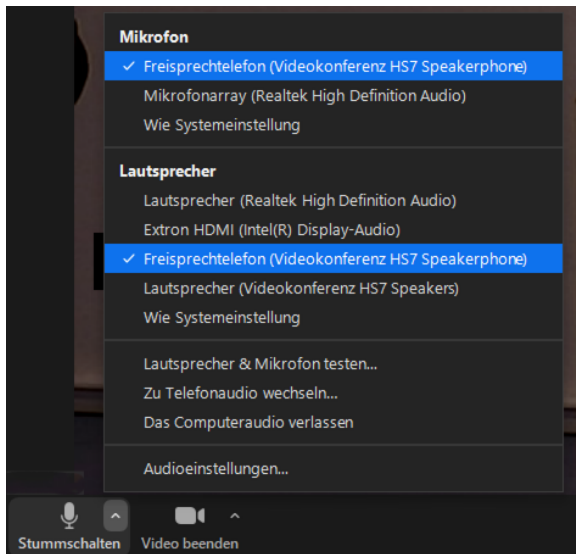 Mikrofon
Freisprechtelefon (Videokonferenz HS7 Speakerphone)
Mikrofonarray (Realtek High Definition Audio)
Wie Systemeinstellung
Lautsprecher
Lautsprecher (Realtek High Definition Audio)
Extron HDMI (Intel(R) Display-Audio)
Freisprechtelefon (Videokonferenz HS7 Speakerphone)
Lautsprecher (Videokonferenz HS7 Speakers)
Wie Systemeinstellung
Lautsprecher & Mikrofon testen...
Zu Telefonaudio wechseln...
Das Computeraudio verlassen
Audioeinstellungen...
Stummschalten Video beenden